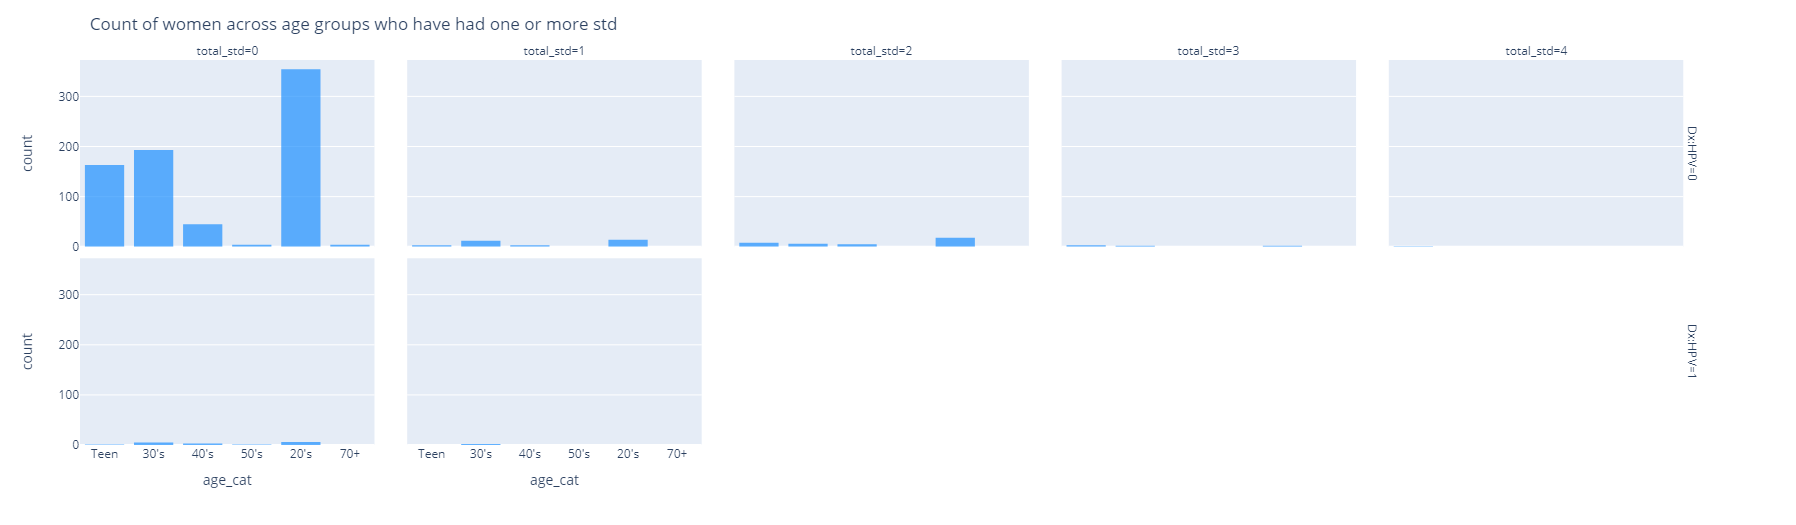 Count of women across age groups who have had one or more std
total_std=0
total_std=1
total_std=2
total_std=3
total_std=4
300
200
100
0
count
Dx:HPV=0
300
200
100
0
count
Dx:HPV=1
Teen 30's 40's 50's 20's 70+
Teen 30's 40's 50's 20's 70+
age_cat
age_cat